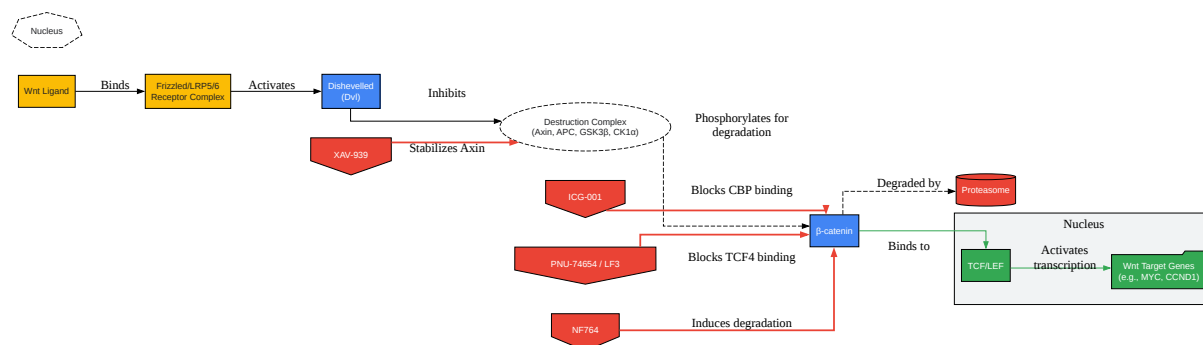 Nucleus
Wnt Ligand
Binds
Frizzled/LRP5/6
Receptor Complex
Activates
Dishevelled
(Dvl)
Inhibits
Destruction Complex
(Axin, APC, GSK3β, CK1α)
Phosphorylates for
degradation
XAV-939
Stabilizes Axin
ICG-001
Blocks CBP binding
Degraded by
Proteasome
β-catenin
Nucleus
Binds to
PNU-74654 / LF3
Blocks TCF4 binding
TCF/LEF
Activates
transcription
Wnt Target Genes
(e.g., MYC, CCND1)
NF764
Induces degradation